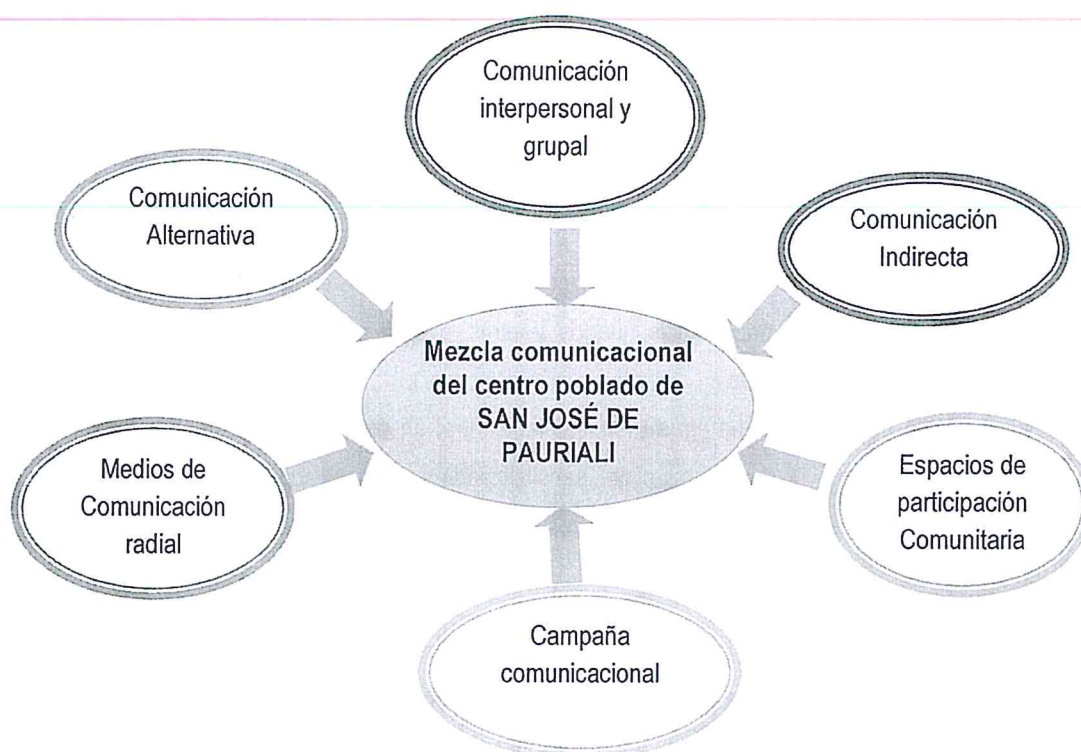 Comunicación
interpersonal y
grupal
Comunicación
Alternativa
Comunicación
Indirecta
Mezcla comunicacional
del centro poblado de
SAN JOSÉ DE
PAURIALI
Medios de
Comunicación
radial
Espacios de
participación
Comunitaria
Campaña
comunicacional